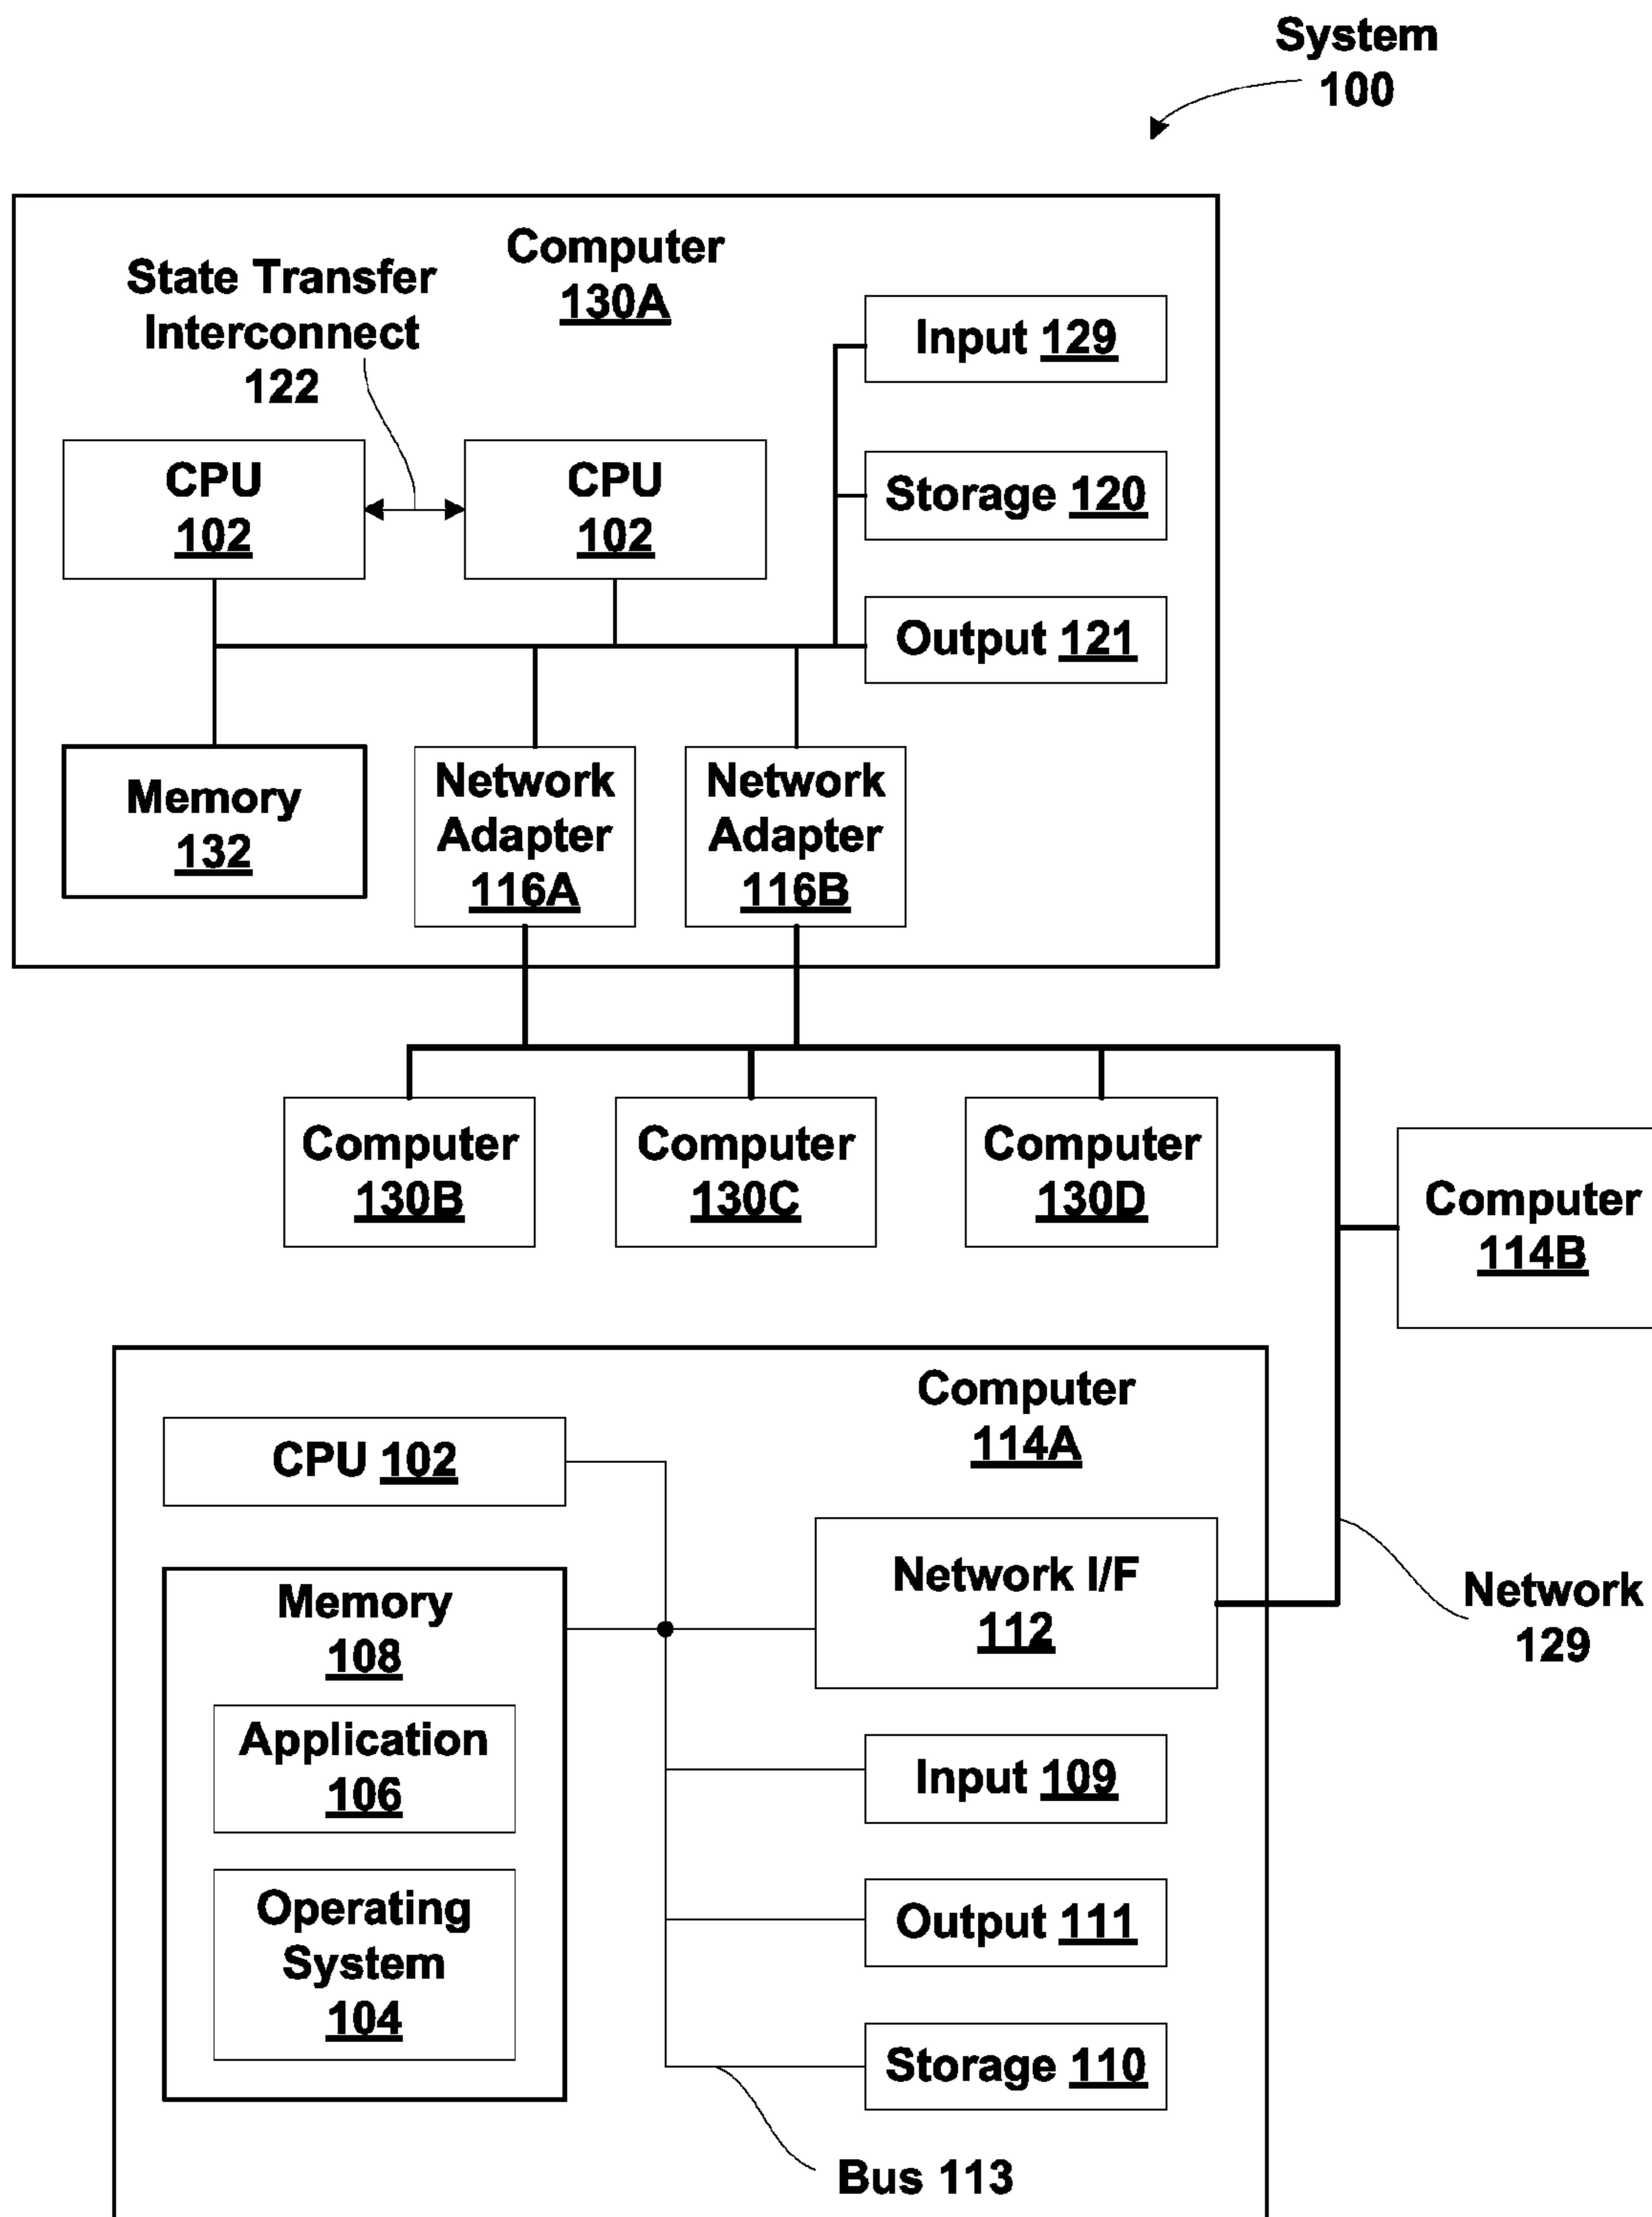 System
100
Computer
130A
State Transfer
Interconnect
122
Input 129
CPU
102
CPU
102
Storage 120
Output 121
Memory
132
Network
Adapter
116A
Network
Adapter
116B
Computer
130B
Computer
130C
Computer
130D
Computer
114B
Computer
114A
CPU 102
Network I/F
112
Network
129
Memory
108
Application
106
Operating
System
104
Input 109
Output 111
Storage 110
Bus 113